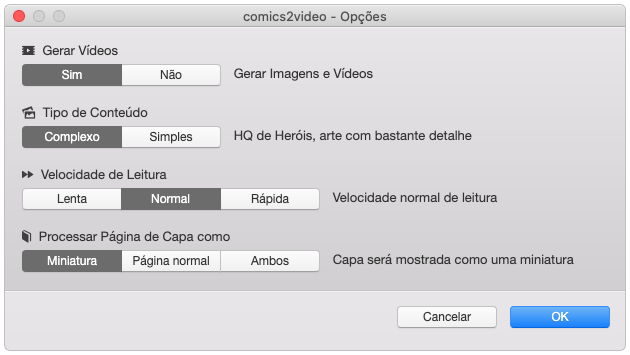 comics2video - Opções
Gerar Vídeos
Sim Não Gerar Imagens e Vídeos
Tipo de Conteúdo
Complexo Simples HQ de Heróis, arte com bastante detalhe
Velocidade de Leitura
Lenta Normal Rápida Velocidade normal de leitura
Processar Página de Capa como
Miniatura Página normal Ambos Capa será mostrada como uma miniatura
Cancelar OK